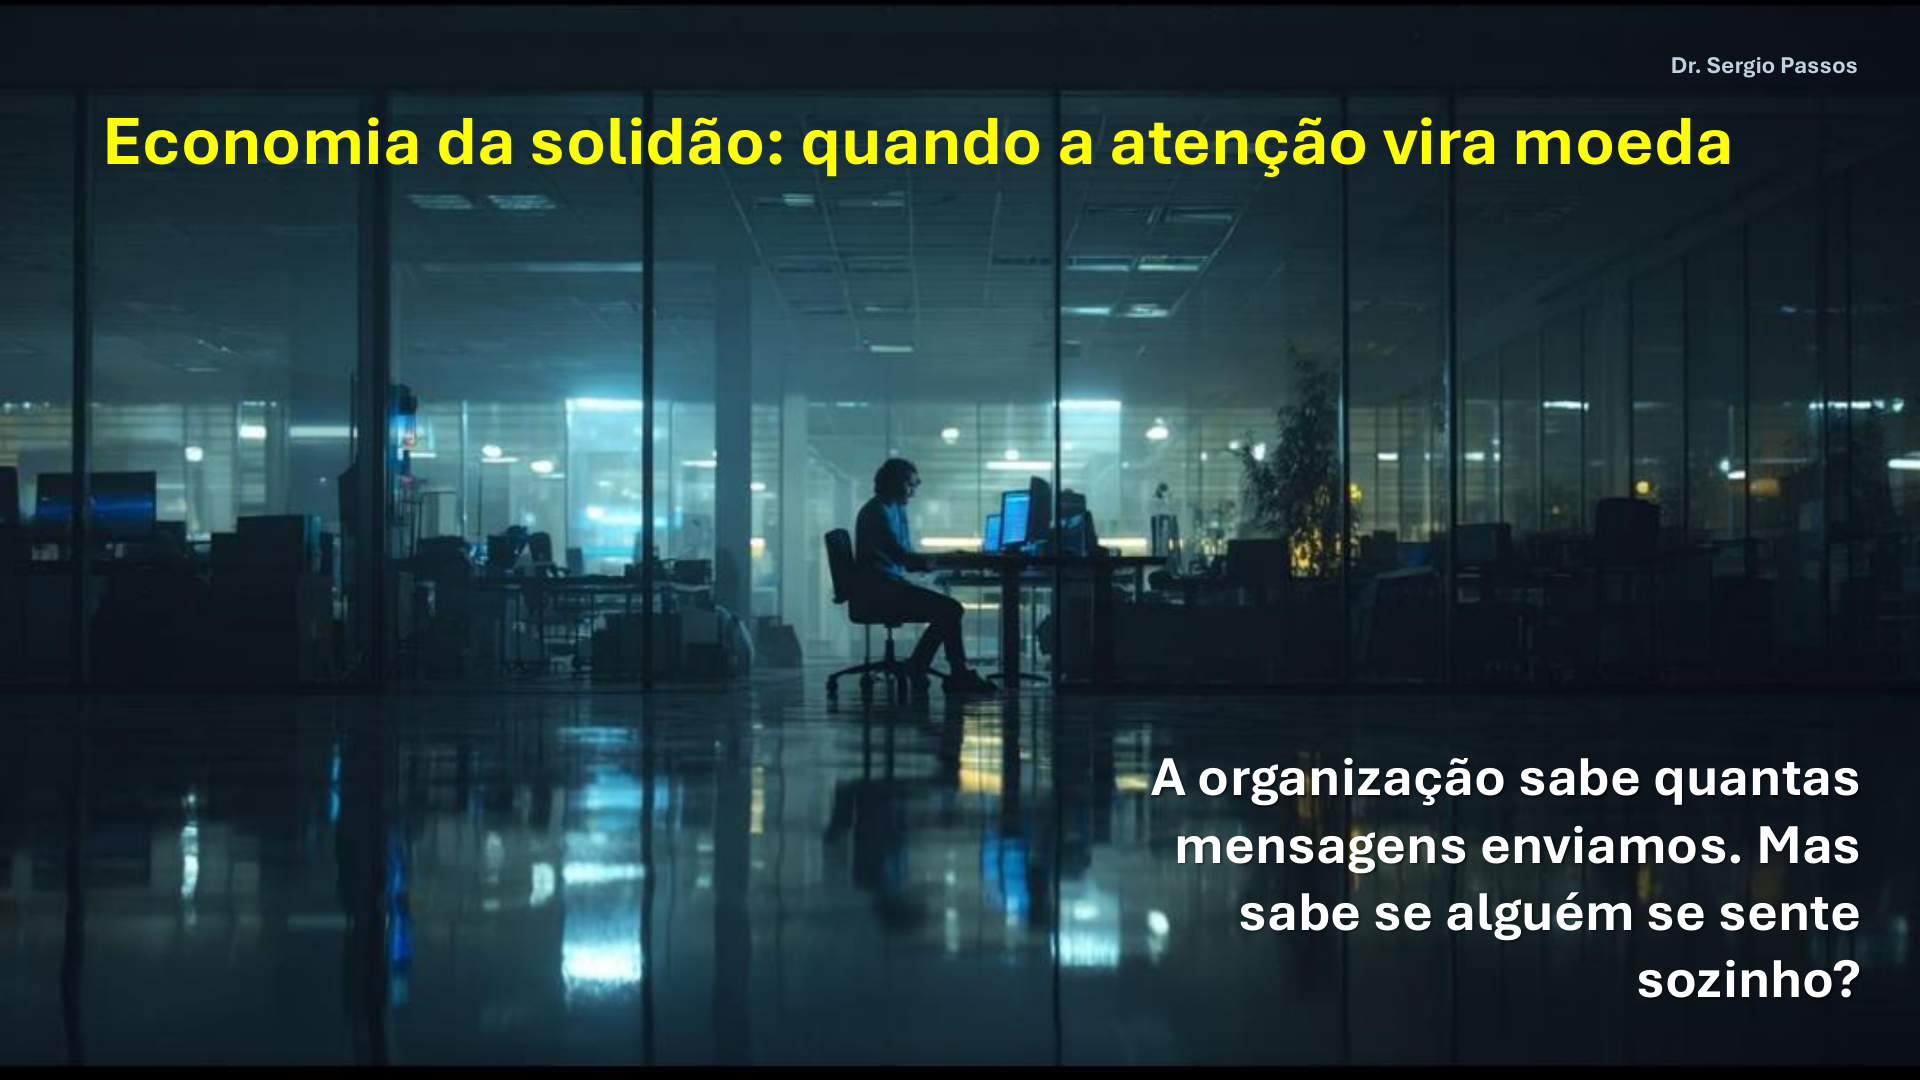 Dr. Sergio Passos
Economia da solidão: quando a atenção vira moeda
A organização sabe quantas
mensagens enviamos. Mas
sabe se alguém se sente
sozinho?